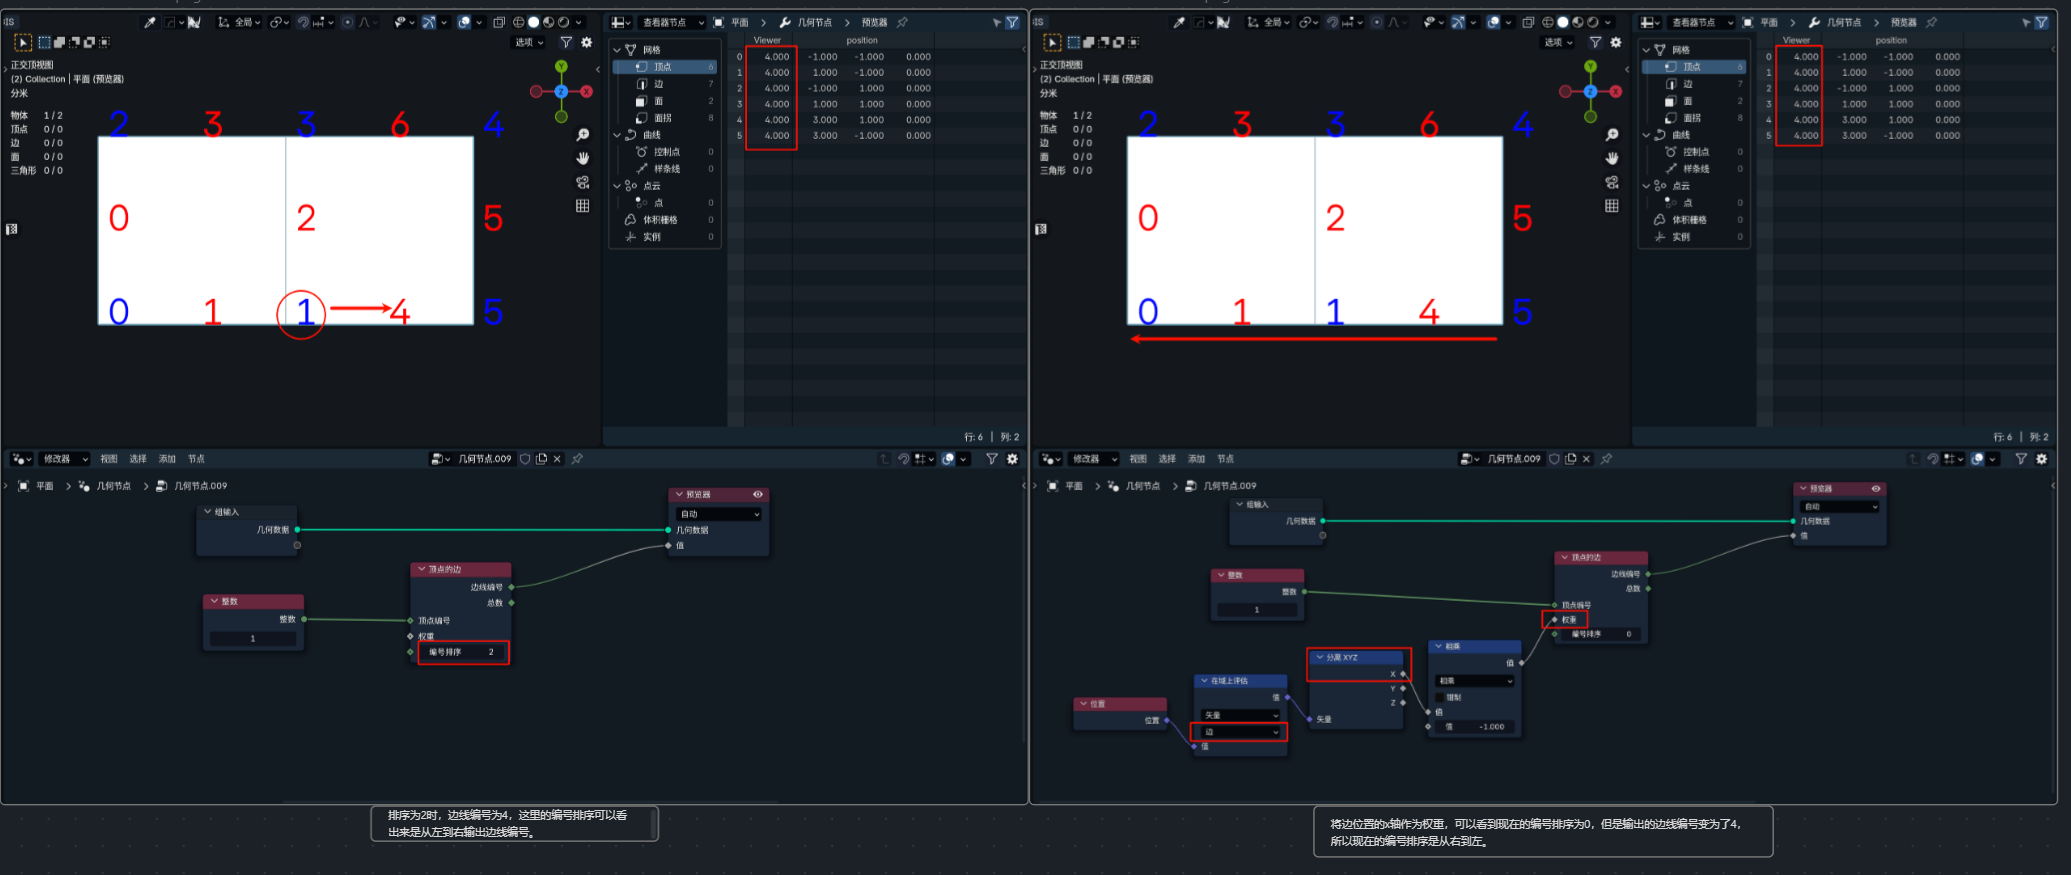 全局
选项
正交顶视图
(2) Collection | 平面 (预览器)
分米
物体 1 / 2
顶点 0 / 0
边 0 / 0
面 0 / 0
三角形 0 / 0
Y
X
Z
2 3 3 6 4
0 2 5
0 1 1 4 5
查看器节点 平面 几何节点 预览器
网格
顶点 6
边 7
面 2
面拐 8
曲线
控制点 0
样条线 0
点云
点 0
体积栅格 0
实例 0
Viewer position
0 4.000 -1.000 -1.000 0.000
1 4.000 1.000 -1.000 0.000
2 4.000 -1.000 1.000 0.000
3 4.000 1.000 1.000 0.000
4 4.000 3.000 1.000 0.000
5 4.000 3.000 -1.000 0.000
行: 6 | 列: 2
修改器 视图 选择 添加 节点 几何节点.009
平面 几何节点 几何节点.009
组输入
几何数据
预览器
自动
几何数据
值
顶点的边
边线编号
总数
顶点编号
权重
编号排序 2
整数
整数
1
排序为2时，边线编号为4，这里的编号排序可以看
出来是从左到右输出边线编号。
全局
选项
正交顶视图
(2) Collection | 平面 (预览器)
分米
物体 1 / 2
顶点 0 / 0
边 0 / 0
面 0 / 0
三角形 0 / 0
Y
X
Z
2 3 3 6 4
0 2 5
0 1 1 4 5
查看器节点 平面 几何节点 预览器
网格
顶点 6
边 7
面 2
面拐 8
曲线
控制点 0
样条线 0
点云
点 0
体积栅格 0
实例 0
Viewer position
0 4.000 -1.000 -1.000 0.000
1 4.000 1.000 -1.000 0.000
2 4.000 -1.000 1.000 0.000
3 4.000 1.000 1.000 0.000
4 4.000 3.000 1.000 0.000
5 4.000 3.000 -1.000 0.000
行: 6 | 列: 2
修改器 视图 选择 添加 节点 几何节点.009
平面 几何节点 几何节点.009
组输入
几何数据
预览器
自动
几何数据
值
顶点的边
边线编号
总数
顶点编号
权重
编号排序 0
整数
整数
1
位置
位置
在域上评估
值
矢量
边
值
分离 XYZ
X
Y
Z
矢量
相乘
值
相乘
钳制
值
值 -1.000
将边位置的x轴作为权重，可以看到现在的编号排序为0，但是输出的边线编号变为了4，
所以现在的编号排序是从右到左。